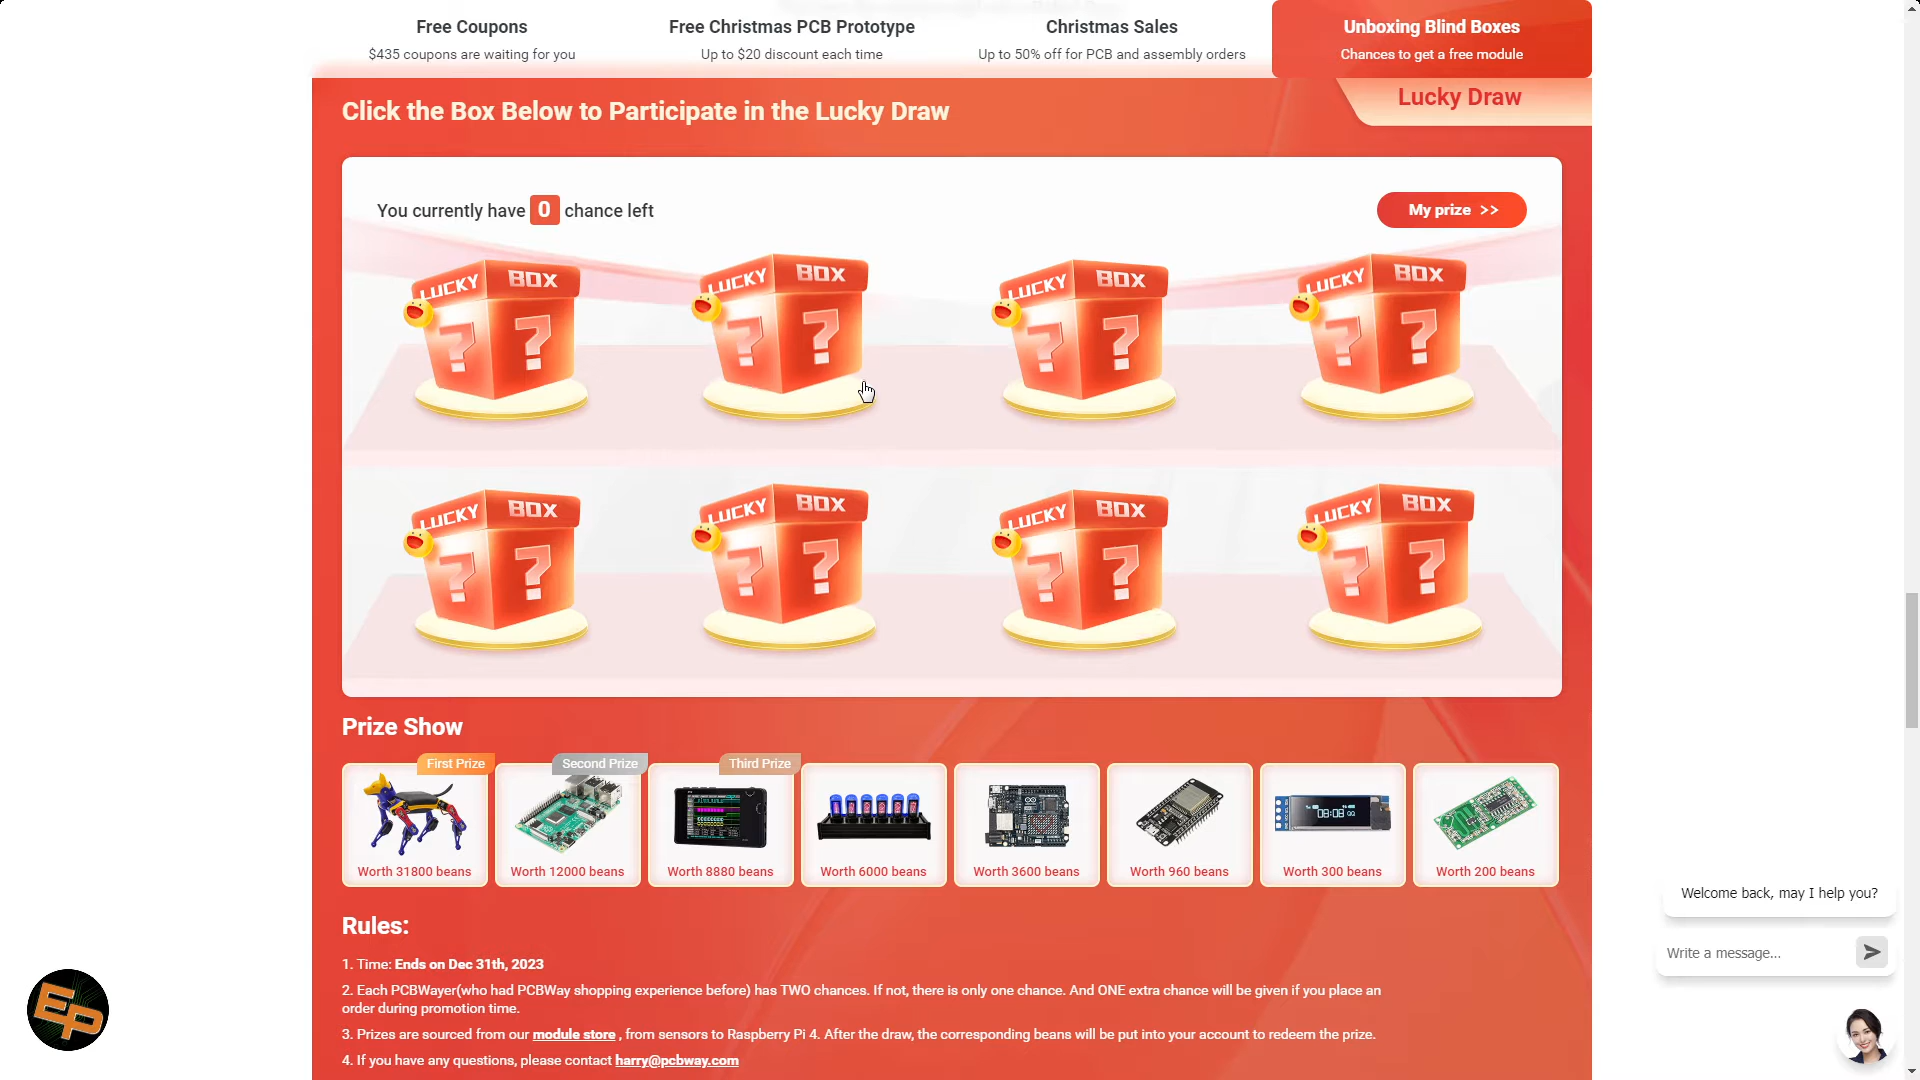 Free Coupons
$435 coupons are waiting for you
Free Christmas PCB Prototype
Up to $20 discount each time
Christmas Sales
Up to 50% off for PCB and assembly orders
Unboxing Blind Boxes
Chances to get a free module
Click the Box Below to Participate in the Lucky Draw
Lucky Draw
You currently have 0 chance left
My prize >>
LUCKY BOX
? ?
LUCKY BOX
? ?
LUCKY BOX
? ?
LUCKY BOX
? ?
LUCKY BOX
? ?
LUCKY BOX
? ?
LUCKY BOX
? ?
LUCKY BOX
? ?
Prize Show
First Prize
Second Prize
Third Prize
08:08
Worth 31800 beans
Worth 12000 beans
Worth 8880 beans
Worth 6000 beans
Worth 3600 beans
Worth 960 beans
Worth 300 beans
Worth 200 beans
Rules:
1. Time: Ends on Dec 31th, 2023
2. Each PCBWayer(who had PCBWay shopping experience before) has TWO chances. If not, there is only one chance. And ONE extra chance will be given if you place an
order during promotion time.
3. Prizes are sourced from our module store , from sensors to Raspberry Pi 4. After the draw, the corresponding beans will be put into your account to redeem the prize.
4. If you have any questions, please contact harry@pcbway.com
Welcome back, may I help you?
Write a message...
EP